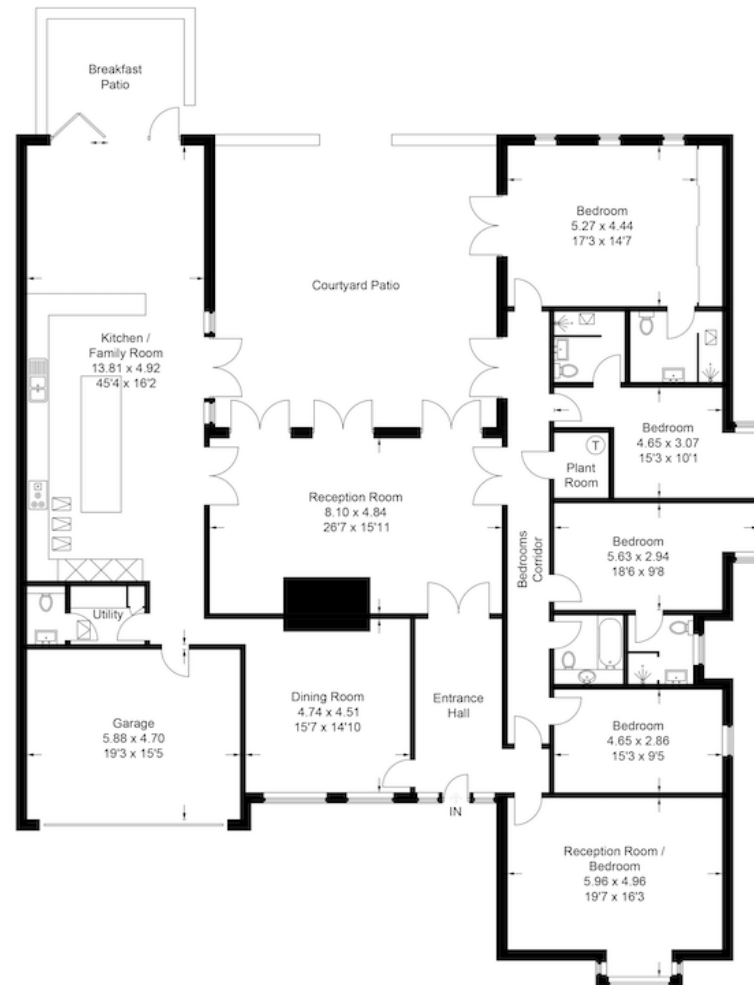 Breakfast
Patio
Bedroom
5.27 x 4.44
17'3 x 14'7
Courtyard Patio
Kitchen /
Family Room
13.81 x 4.92
45'4 x 16'2
Bedroom
4.65 x 3.07
15'3 x 10'1
T
Plant
Room
Reception Room
8.10 x 4.84
26'7 x 15'11
Bedrooms
Corridor
Bedroom
5.63 x 2.94
18'6 x 9'8
Utility
Dining Room
4.74 x 4.51
15'7 x 14'10
Entrance
Hall
Garage
5.88 x 4.70
19'3 x 15'5
Bedroom
4.65 x 2.86
15'3 x 9'5
IN
Reception Room /
Bedroom
5.96 x 4.96
19'7 x 16'3